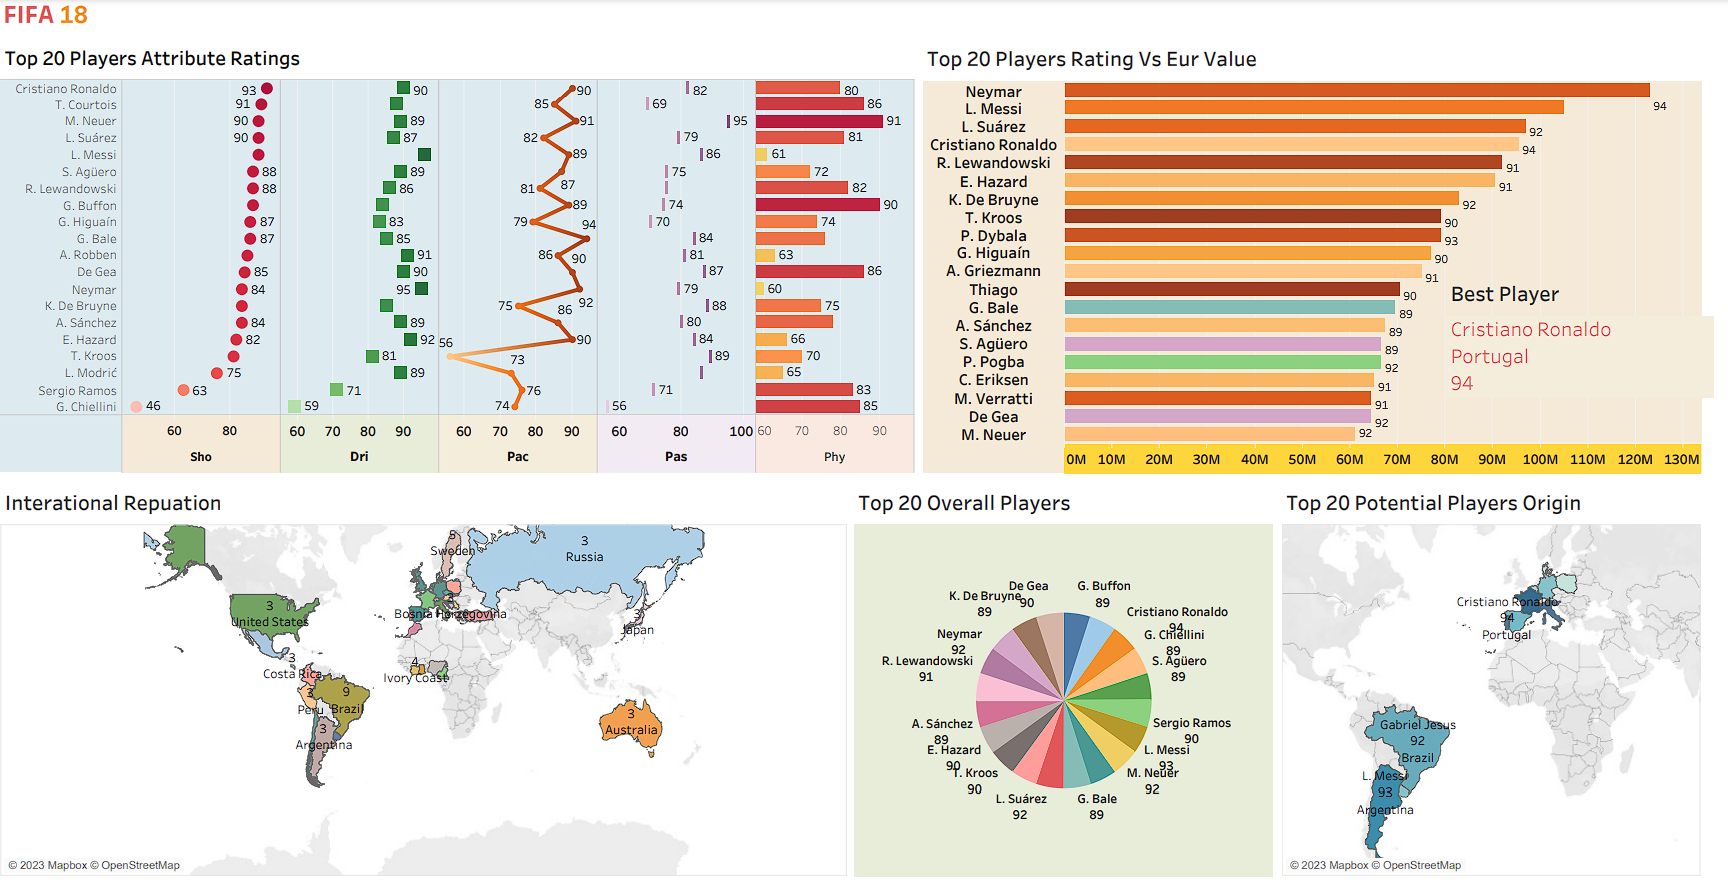 FIFA 18
Top 20 Players Attribute Ratings
Cristiano Ronaldo 93 90 90 82 80
T. Courtois 91 85 69 86
M. Neuer 90 89 91 95 91
L. Suárez 90 87 82 79 81
L. Messi 89 86 61
S. Agüero 88 89 87 75 72
R. Lewandowski 88 86 81 82
G. Buffon 89 74 90
G. Higuaín 87 83 79 70 74
G. Bale 87 85 94 84
A. Robben 91 86 81 63
De Gea 85 90 90 87 86
Neymar 84 95 92 79 60
K. De Bruyne 75 88 75
A. Sánchez 84 89 86 80
E. Hazard 82 92 90 84 66
T. Kroos 81 56 89 70
L. Modrić 75 89 73 65
Sergio Ramos 63 71 76 71 83
G. Chiellini 46 59 74 56 85
60 80 60 70 80 90 60 70 80 90 60 80 100 60 70 80 90
Sho Dri Pac Pas Phy
Top 20 Players Rating Vs Eur Value
Neymar 94
L. Messi
L. Suárez 92
Cristiano Ronaldo 94
R. Lewandowski 91
E. Hazard 91
K. De Bruyne 92
T. Kroos 90
P. Dybala 93
G. Higuaín 90
A. Griezmann 91
Thiago 90
G. Bale 89
A. Sánchez 89
S. Agüero 89
P. Pogba 92
C. Eriksen 91
M. Verratti 91
De Gea 92
M. Neuer 92
0M 10M 20M 30M 40M 50M 60M 70M 80M 90M 100M 110M 120M 130M
Best Player
Cristiano Ronaldo
Portugal
94
Interational Repuation
5
Sweden
3
Russia
3
United States
Bosnia Herzegovina
3
Japan
3
Costa Rica
4
Ivory Coast
3
Peru
9
Brazil
3
Argentina
3
Australia
© 2023 Mapbox © OpenStreetMap
Top 20 Overall Players
De Gea
90
G. Buffon
89
K. De Bruyne
89
Cristiano Ronaldo
94
Neymar
92
G. Chiellini
89
R. Lewandowski
91
S. Agüero
89
A. Sánchez
89
Sergio Ramos
90
E. Hazard
90
L. Messi
93
T. Kroos
90
M. Neuer
92
L. Suárez
92
G. Bale
89
Top 20 Potential Players Origin
Cristiano Ronaldo
94
Portugal
Gabriel Jesus
92
Brazil
L. Messi
93
Argentina
© 2023 Mapbox © OpenStreetMap